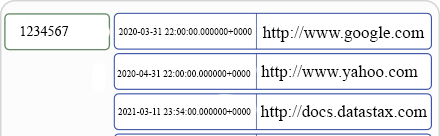 1234567
2020-03-31 22:00:00.000000+0000 http://www.google.com
2020-04-31 22:00:00.000000+0000 http://www.yahoo.com
2021-03-11 23:54:00.000000+0000 http://docs.datastax.com